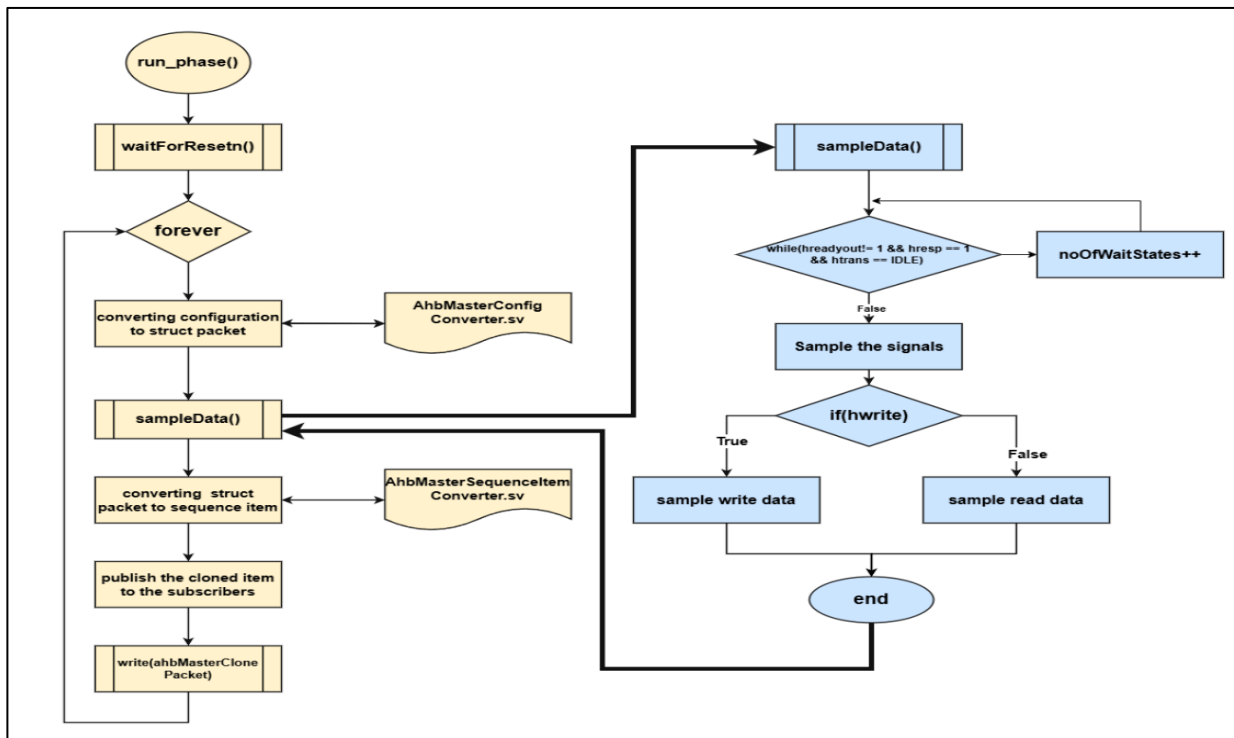 run_phase()
waitForResetn()
forever
converting configuration
to struct packet
AhbMasterConfig
Converter.sv
sampleData()
converting struct
packet to sequence item
AhbMasterSequenceItem
Converter.sv
publish the cloned item
to the subscribers
write(ahbMasterClone
Packet)
sampleData()
while(hreadyout!= 1 && hresp == 1
&& htrans == IDLE)
noOfWaitStates++
False
Sample the signals
if(hwrite)
True
False
sample write data
sample read data
end